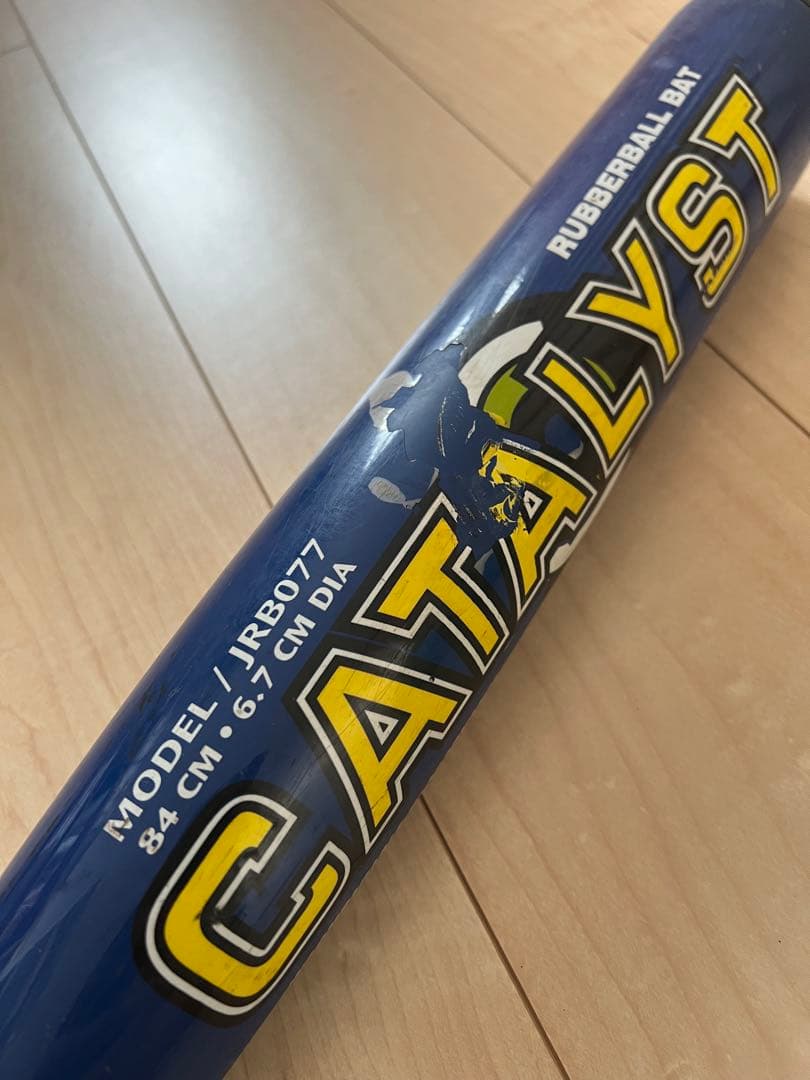 RUBBERBALL BAT
CATALYST
MODEL / JRB077
84 CM • 6.7 CM DIA